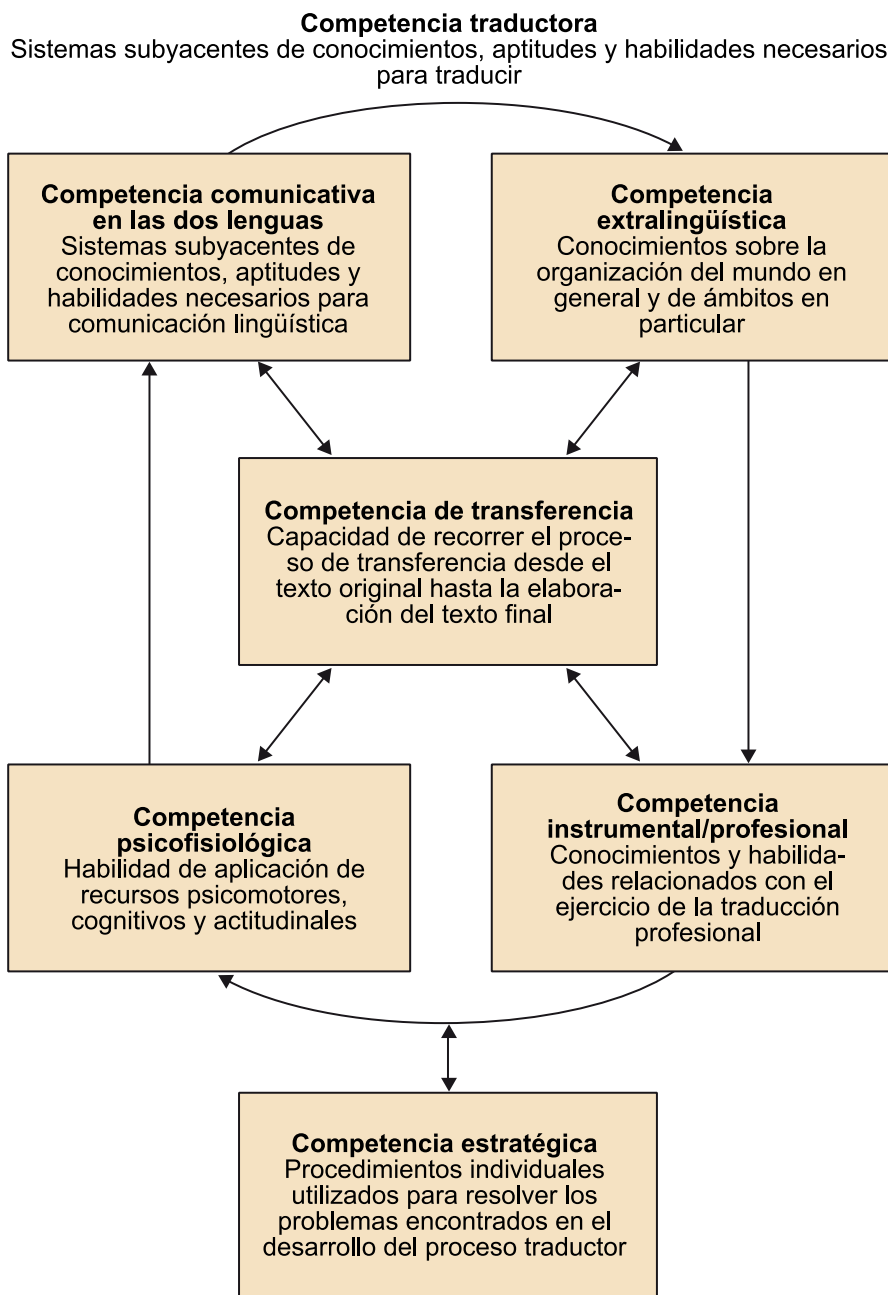 Competencia traductora
Sistemas subyacentes de conocimientos, aptitudes y habilidades necesarios
para traducir
Competencia comunicativa
en las dos lenguas
Sistemas subyacentes de
conocimientos, aptitudes y
habilidades necesarios para
comunicación lingüística
Competencia
extralingüística
Conocimientos sobre la
organización del mundo en
general y de ámbitos en
particular
Competencia de transferencia
Capacidad de recorrer el proce-
so de transferencia desde el
texto original hasta la elabora-
ción del texto final
Competencia
psicofisiológica
Habilidad de aplicación de
recursos psicomotores,
cognitivos y actitudinales
Competencia
instrumental/profesional
Conocimientos y habilida-
des relacionados con el
ejercicio de la traducción
profesional
Competencia estratégica
Procedimientos individuales
utilizados para resolver los
problemas encontrados en el
desarrollo del proceso traductor